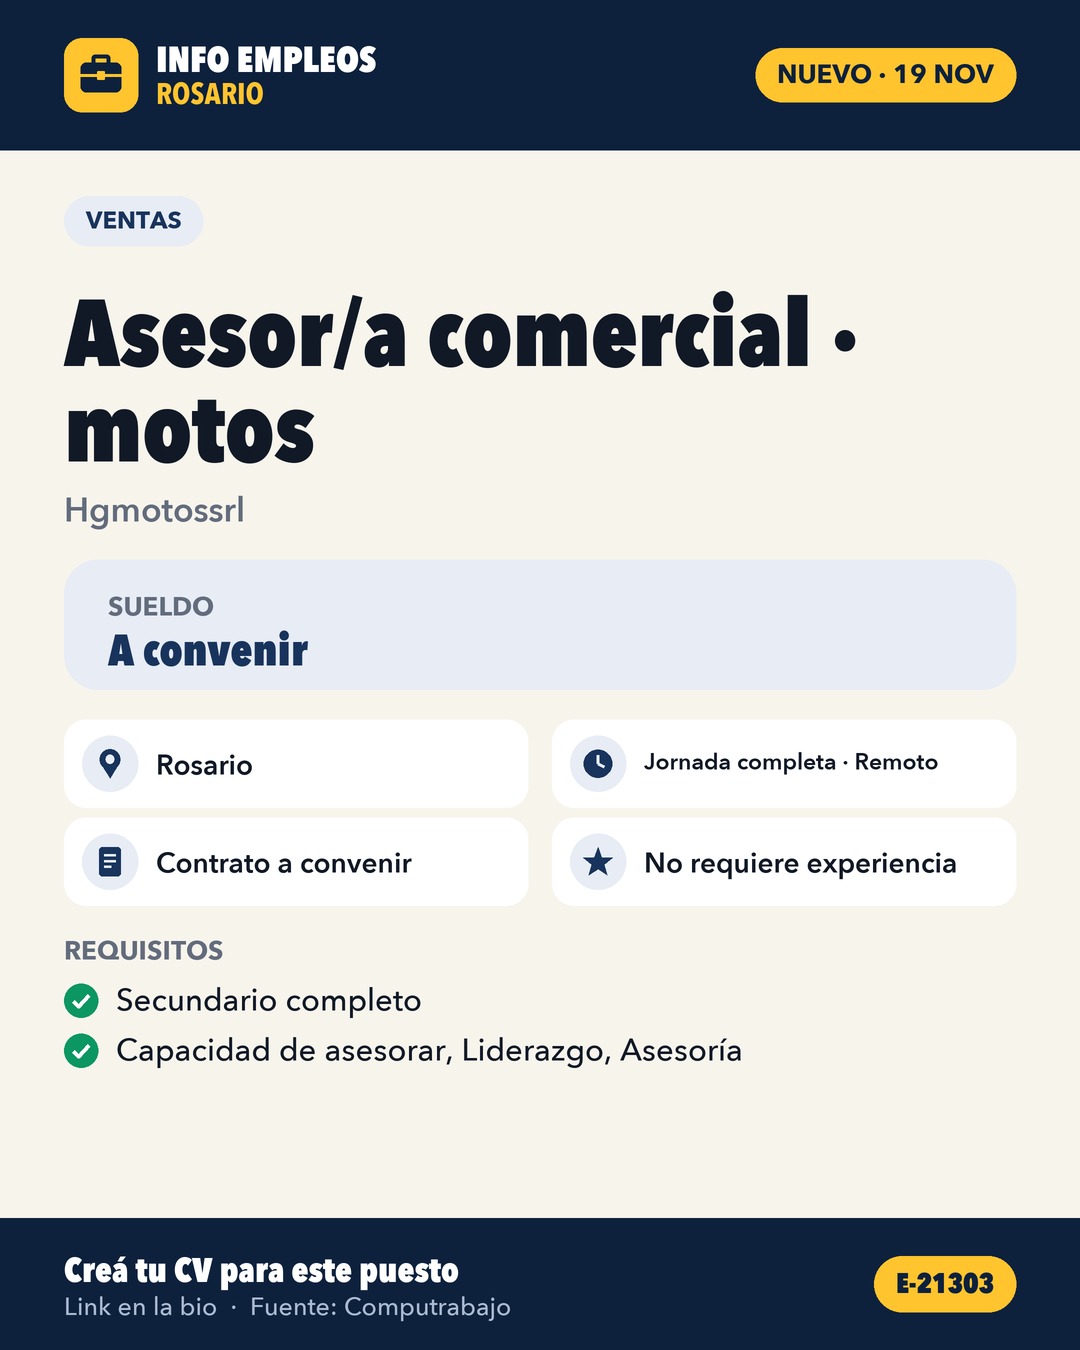 INFO EMPLEOS
ROSARIO
NUEVO · 19 NOV
VENTAS
Asesor/a comercial ·
motos
Hgmotossrl
SUELDO
A convenir
Rosario
Jornada completa · Remoto
Contrato a convenir
No requiere experiencia
REQUISITOS
Secundario completo
Capacidad de asesorar, Liderazgo, Asesoría
Creá tu CV para este puesto
Link en la bio · Fuente: Computrabajo
E-21303